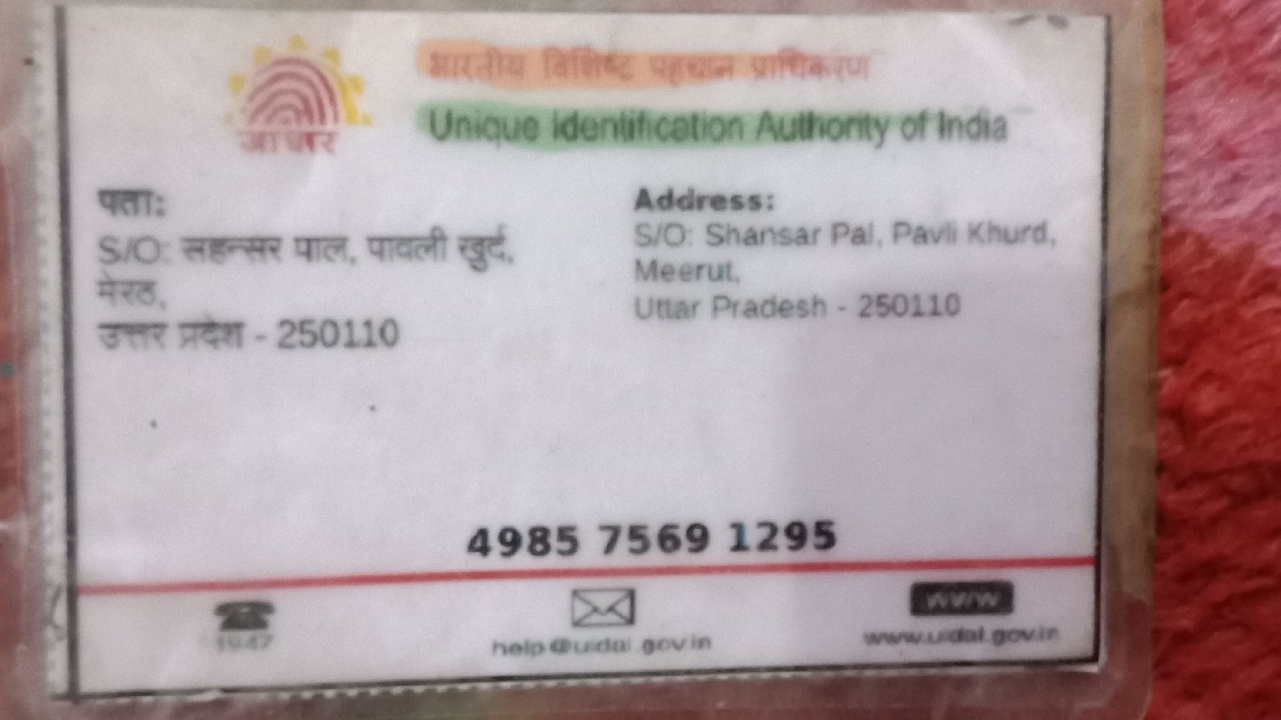 आधार
भारतीय विशिष्ट पहचान प्राधिकरण
Unique Identification Authority of India
पता:
S/O: सहन्सर पाल, पावली खुर्द,
मेरठ,
उत्तर प्रदेश - 250110
Address:
S/O: Shansar Pal, Pavli Khurd,
Meerut,
Uttar Pradesh - 250110
4985 7569 1295
1947
help@uidai.gov.in
www
www.uidai.gov.in